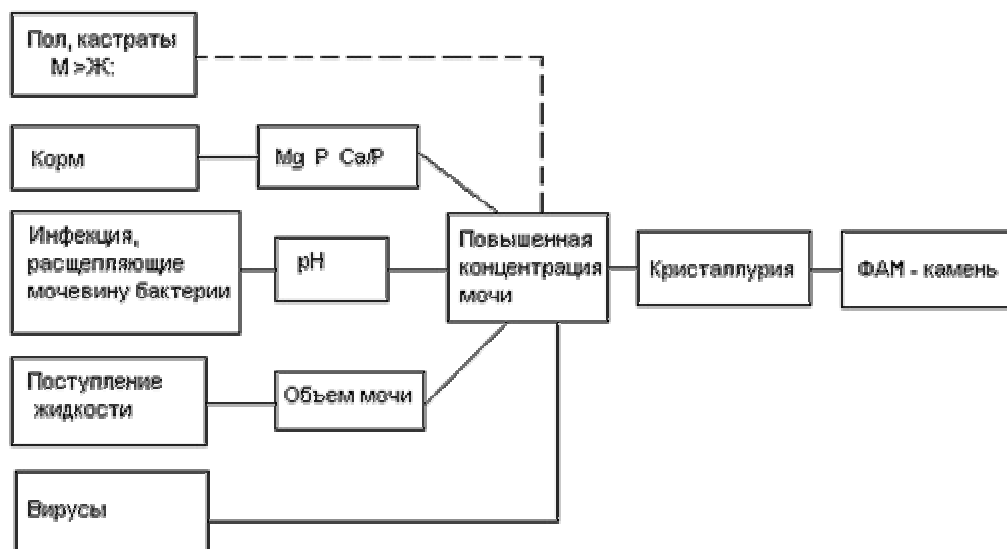 Пол, кастраты
М >Ж:
Корм
Mg P Ca/P
Инфекция,
расщепляющие
мочевину бактерии
pH
Повышенная
концентрация
мочи
Кристаллурия
ФАМ - камень
Поступление
жидкости
Объем мочи
Вирусы